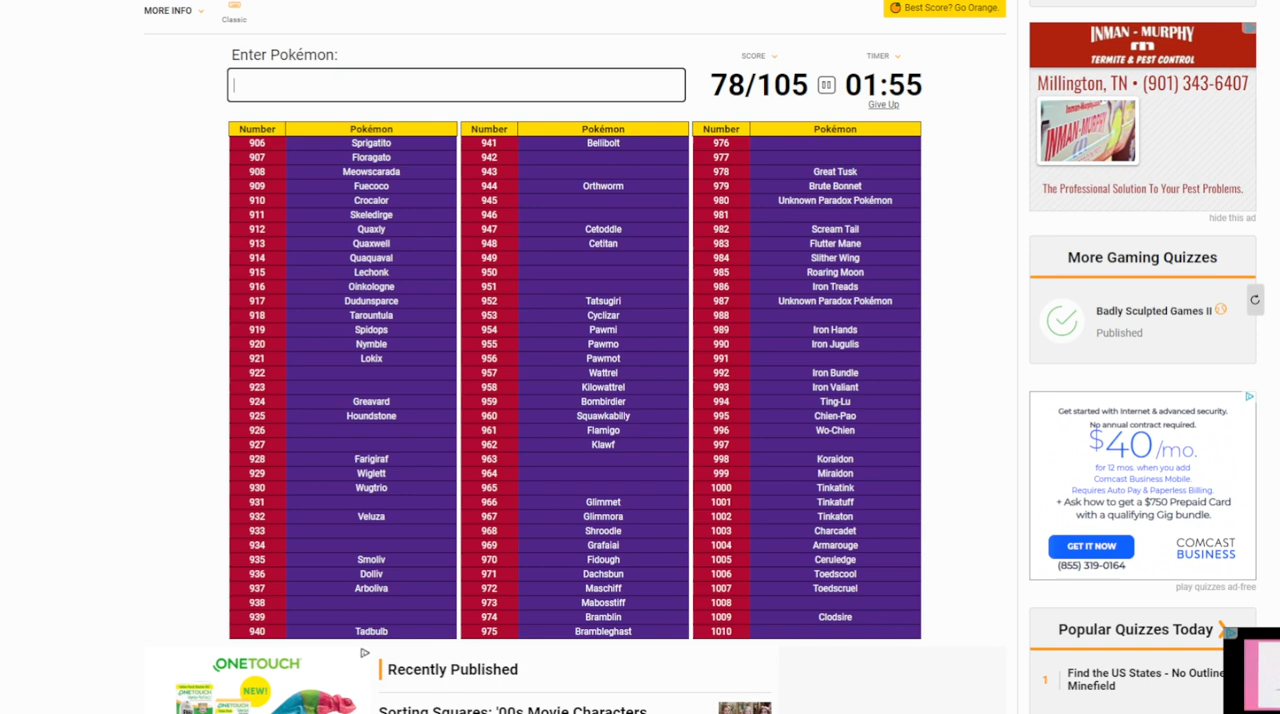 MORE INFO
Classic
Best Score? Go Orange.
Enter Pokémon:
SCORE
78/105
TIMER
01:55
Give Up
Number Pokémon Number Pokémon Number Pokémon
906 Sprigatito 941 Bellibolt 976
907 Floragato 942 977
908 Meowscarada 943 978 Great Tusk
909 Fuecoco 944 Orthworm 979 Brute Bonnet
910 Crocalor 945 980 Unknown Paradox Pokémon
911 Skeledirge 946 981
912 Quaxly 947 Cetoddle 982 Scream Tail
913 Quaxwell 948 Cetitan 983 Flutter Mane
914 Quaquaval 949 984 Slither Wing
915 Lechonk 950 985 Roaring Moon
916 Oinkologne 951 986 Iron Treads
917 Dudunsparce 952 Tatsugiri 987 Unknown Paradox Pokémon
918 Tarountula 953 Cyclizar 988
919 Spidops 954 Pawmi 989 Iron Hands
920 Nymble 955 Pawmo 990 Iron Jugulis
921 Lokix 956 Pawmot 991
922 957 Wattrel 992 Iron Bundle
923 958 Kilowattrel 993 Iron Valiant
924 Greavard 959 Bombirdier 994 Ting-Lu
925 Houndstone 960 Squawkabilly 995 Chien-Pao
926 961 Flamigo 996 Wo-Chien
927 962 Klawf 997
928 Farigiraf 963 998 Koraidon
929 Wiglett 964 999 Miraidon
930 Wugtrio 965 1000 Tinkatink
931 966 Glimmet 1001 Tinkatuff
932 Veluza 967 Glimmora 1002 Tinkaton
933 968 Shroodle 1003 Charcadet
934 969 Grafaiai 1004 Armarouge
935 Smoliv 970 Fidough 1005 Ceruledge
936 Dolliv 971 Dachsbun 1006 Toedscool
937 Arboliva 972 Maschiff 1007 Toedscruel
938 973 Mabosstiff 1008
939 974 Bramblin 1009 Clodsire
940 Tadbulb 975 Brambleghast 1010
ONETOUCH
NEW!
Recently Published
Sorting Squares: '00s Movie Characters
INMAN - MURPHY
TERMITE & PEST CONTROL
Millington, TN • (901) 343-6407
INMAN-MURPHY
The Professional Solution To Your Pest Problems.
hide this ad
More Gaming Quizzes
Badly Sculpted Games II
Published
Get started with Internet & advanced security.
No annual contract required.
$40/mo.
for 12 mos. when you add
Comcast Business Mobile.
Requires Auto Pay & Paperless Billing.
+ Ask how to get a $750 Prepaid Card
with a qualifying Gig bundle.
GET IT NOW
(855) 319-0164
COMCAST
BUSINESS
play quizzes ad-free
Popular Quizzes Today
1 Find the US States - No Outline
Minefield